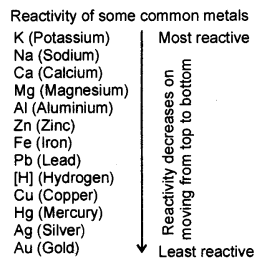 Reactivity of some common metals
K (Potassium)
Most reactive
Na (Sodium)
Ca (Calcium)
Mg (Magnesium)
Al (Aluminium)
Zn (Zinc)
Fe (Iron)
Pb (Lead)
[H] (Hydrogen)
Cu (Copper)
Hg (Mercury)
Ag (Silver)
Au (Gold)
Least reactive
Reactivity decreases on
moving from top to bottom